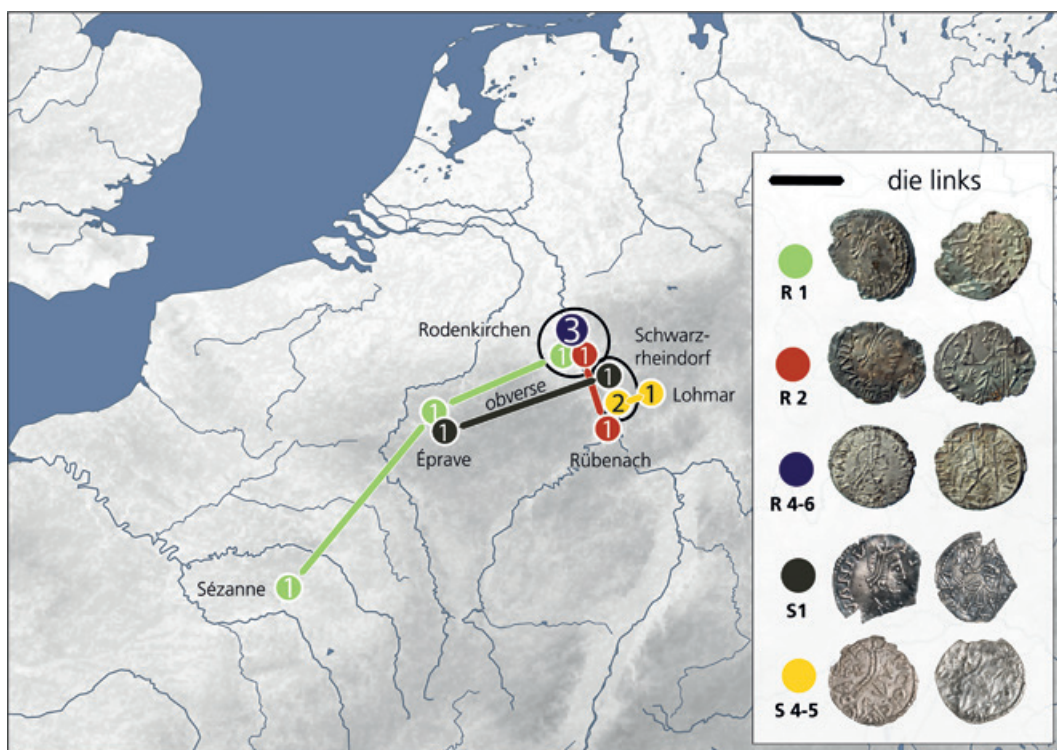 die links
R 1
R 2
R 4-6
S1
S 4-5
Rodenkirchen
3
1
1
Schwarz-
rheindorf
1
2
1
Lohmar
obverse
1
1
Éprave
1
Rübenach
Sézanne
1